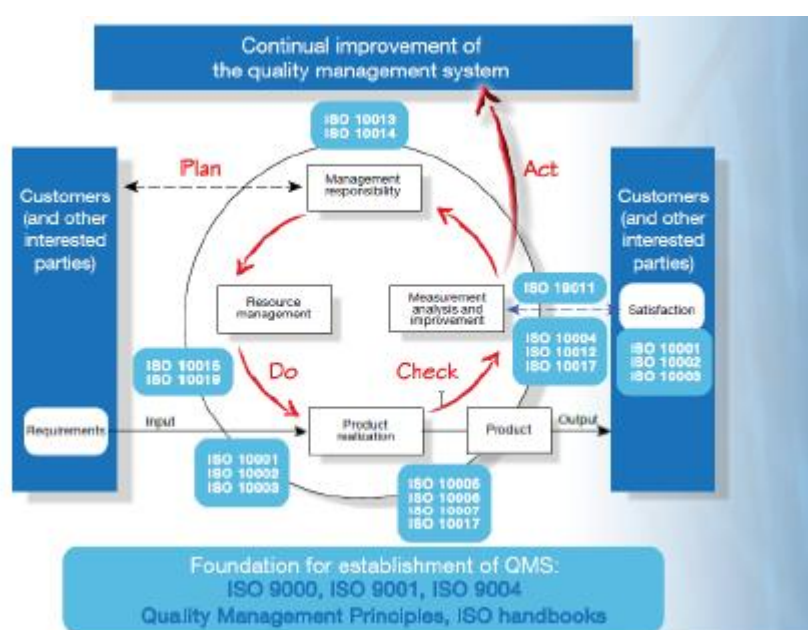 Continual improvement of
the quality management system
ISO 10013
ISO 10014
Plan
Act
Customers
(and other
interested
parties)
Management
responsibility
Customers
(and other
interested
parties)
ISO 19011
Resource
management
Measurement
analysis and
improvement
Satisfaction
ISO 10004
ISO 10012
ISO 10017
ISO 10001
ISO 10002
ISO 10003
ISO 10015
ISO 10019
Do
Check
Requirements
Input
Product
realization
Product
Output
ISO 10001
ISO 10002
ISO 10003
ISO 10005
ISO 10006
ISO 10007
ISO 10017
Foundation for establishment of QMS:
ISO 9000, ISO 9001, ISO 9004
Quality Management Principles, ISO handbooks